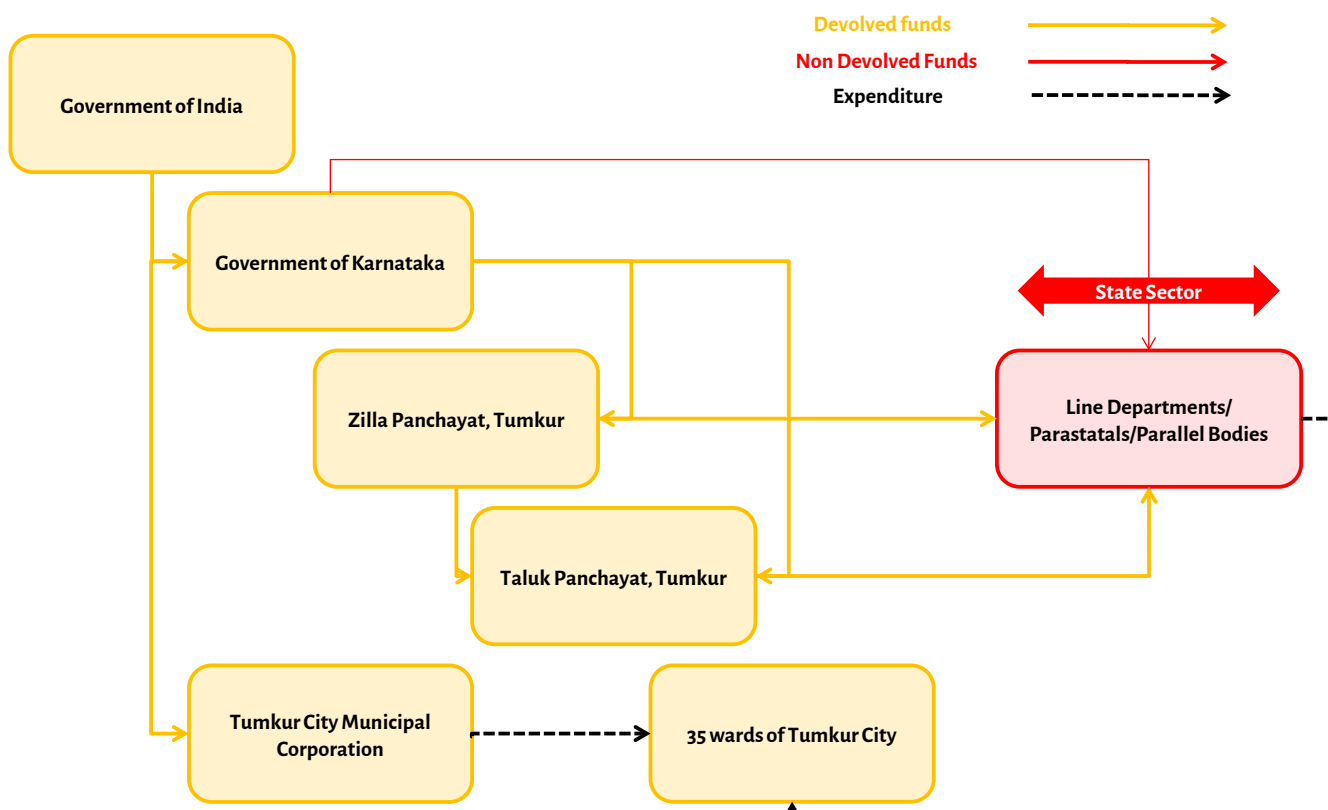 Devolved funds
Non Devolved Funds
Expenditure
Government of India
Government of Karnataka
State Sector
Zilla Panchayat, Tumkur
Line Departments/
Parastatals/Parallel Bodies
Taluk Panchayat, Tumkur
Tumkur City Municipal
Corporation
35 wards of Tumkur City